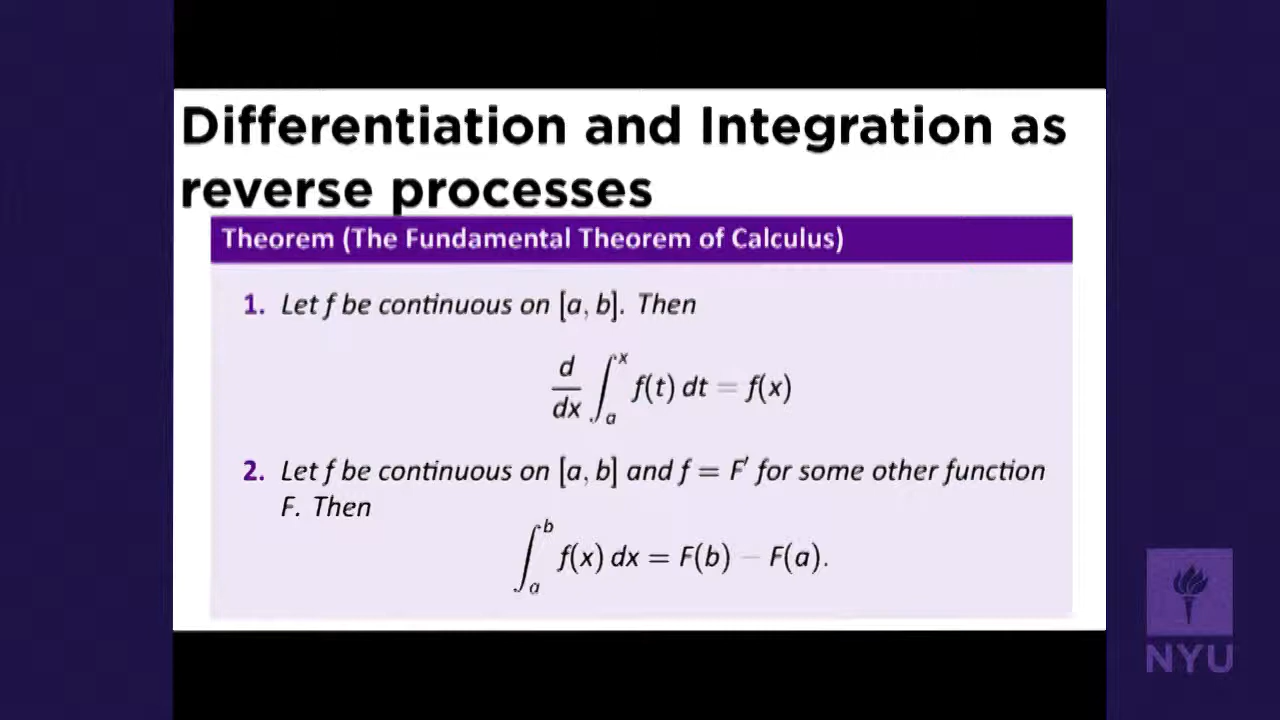 Differentiation and Integration as
reverse processes
Theorem (The Fundamental Theorem of Calculus)
1. Let f be continuous on [a, b]. Then
d/dx ∫_a^x f(t) dt = f(x)
2. Let f be continuous on [a, b] and f = F′ for some other function
F. Then
∫_a^b f(x) dx = F(b) − F(a).
NYU